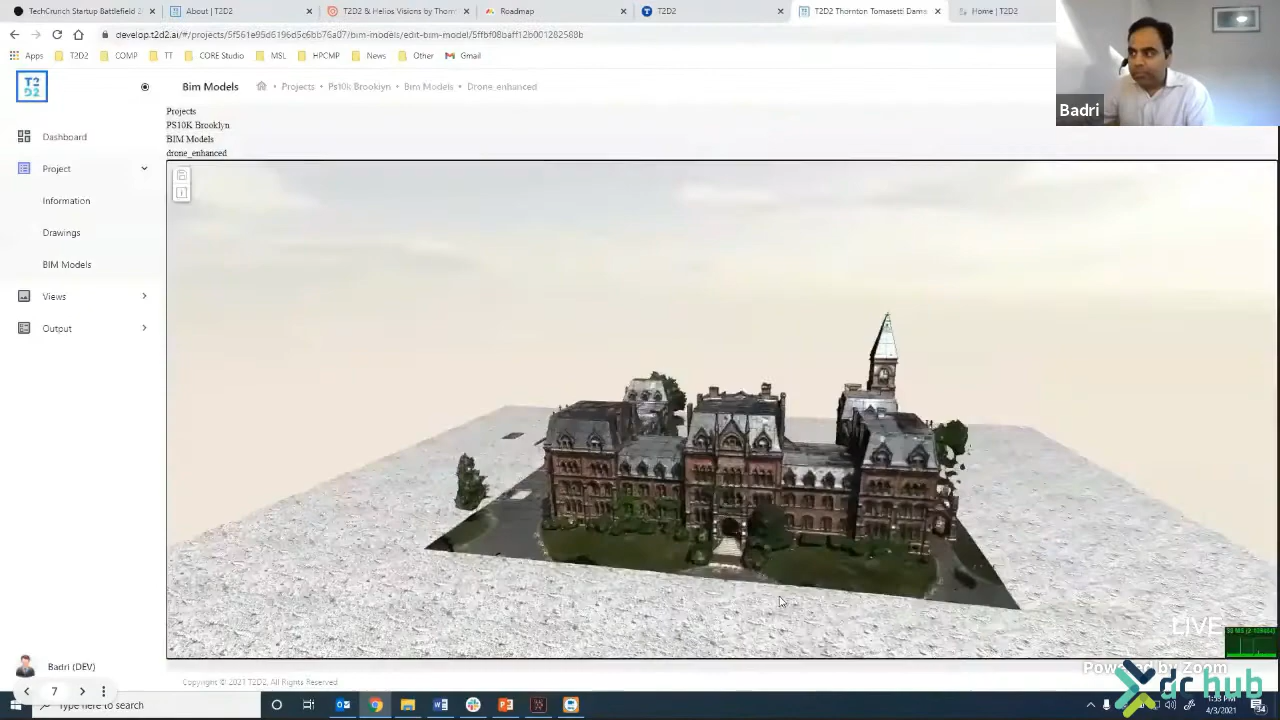 TechCrunch Startup Battlefield
About | T2D2
T2D2 & Helios Visions by Thorn
Roadmap
T2D2
T2D2 Thornton Tomasetti Dam
Home | T2D2
develop.t2d2.ai/#/projects/5f561e95d6196d5c6bb76a07/bim-models/edit-bim-model/5ffbf08baff12b001282588b
Apps
T2D2
COMP
TT
CORE Studio
MSL
HPCMP
News
Other
Gmail
T2
D2
Bim Models
Projects • Ps10k Brooklyn • Bim Models • Drone_enhanced
Badri
Projects
PS10K Brooklyn
BIM Models
drone_enhanced
Dashboard
Project
Information
Drawings
BIM Models
Views
Output
LIVE
Badri (DEV)
Powered by Zoom
7
Copyright © 2021 T2D2, All Rights Reserved
dc hub
Type here to search
4/3/2021